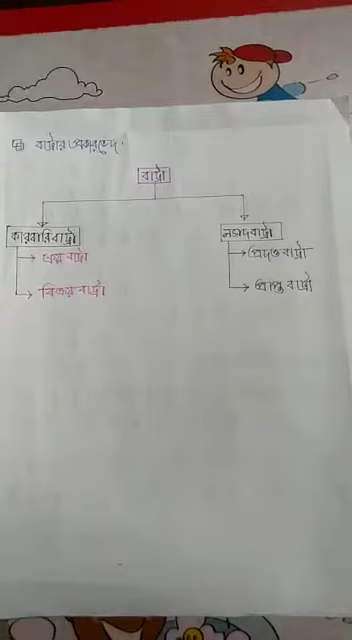 বাট্টার প্রকারভেদ:
বাট্টা
কারবারি বাট্টা
নগদ বাট্টা
ক্রয় বাট্টা
প্রদত্ত বাট্টা
বিক্রয় বাট্টা
প্রাপ্ত বাট্টা